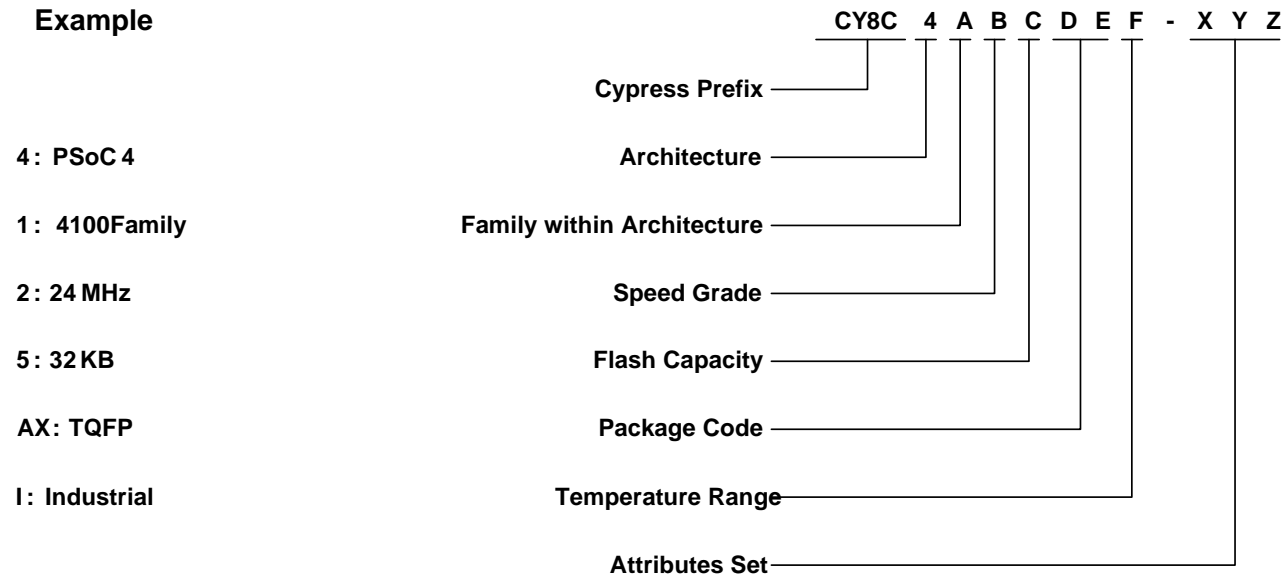 Example CY8C 4 A B C D E F - X Y Z
Cypress Prefix
4: PSoC 4 Architecture
1: 4100Family Family within Architecture
2: 24 MHz Speed Grade
5: 32 KB Flash Capacity
AX: TQFP Package Code
I: Industrial Temperature Range
Attributes Set